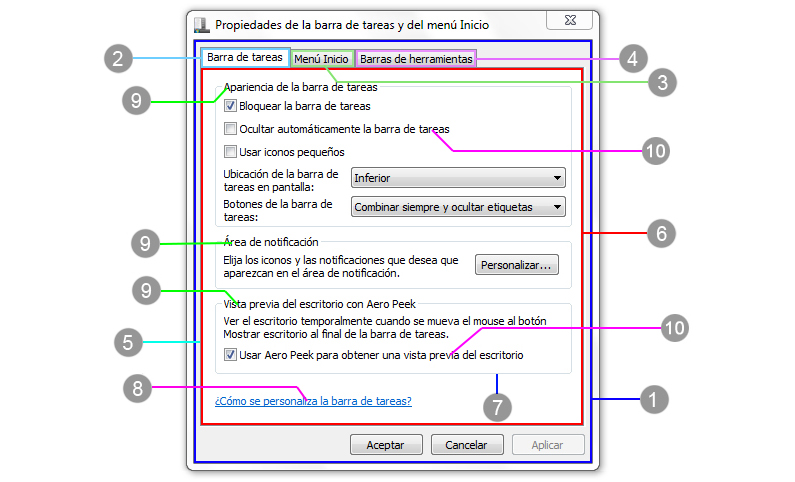 Propiedades de la barra de tareas y del menú Inicio
2
Barra de tareas
Menú Inicio
Barras de herramientas
4
3
9
Apariencia de la barra de tareas
Bloquear la barra de tareas
Ocultar automáticamente la barra de tareas
10
Usar iconos pequeños
Ubicación de la barra de
tareas en pantalla:
Inferior
Botones de la barra de
tareas:
Combinar siempre y ocultar etiquetas
6
9
Área de notificación
Elija los iconos y las notificaciones que desea que
aparezcan en el área de notificación.
Personalizar...
9
Vista previa del escritorio con Aero Peek
Ver el escritorio temporalmente cuando se mueva el mouse al botón
Mostrar escritorio al final de la barra de tareas.
10
5
Usar Aero Peek para obtener una vista previa del escritorio
8
¿Cómo se personaliza la barra de tareas?
7
1
Aceptar
Cancelar
Aplicar